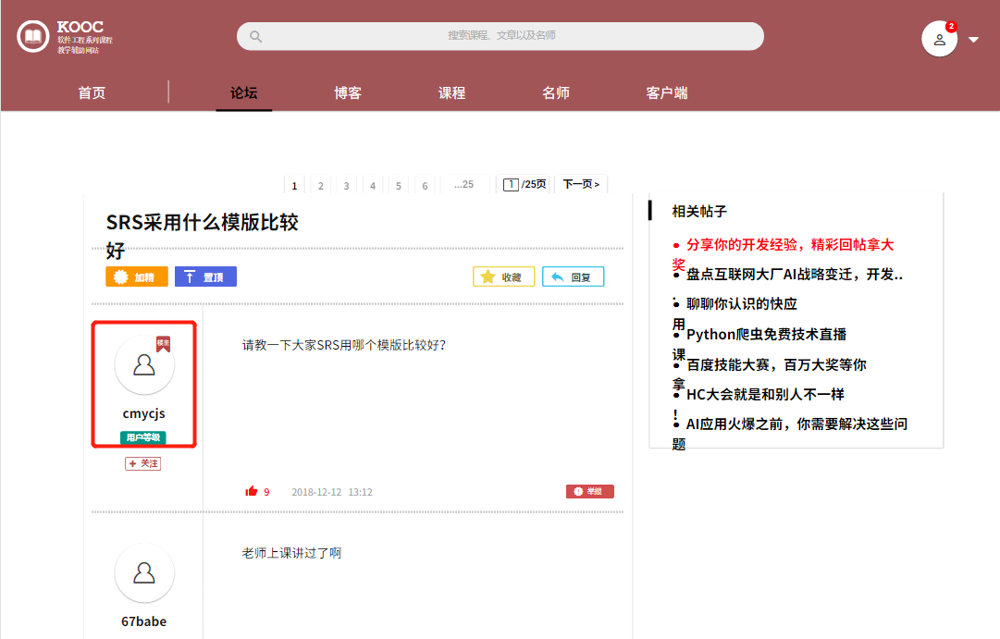 KOOC
软件工程系列课程
教学辅助网站
搜索课程、文章以及名师
2
首页
论坛
博客
课程
名师
客户端
1
2
3
4
5
6
...25
1 /25页
下一页 >
SRS采用什么模版比较
好
加精
置顶
收藏
回复
楼主
cmycjs
用户等级
+ 关注
请教一下大家SRS用哪个模版比较好？
9
2018-12-12 13:12
举报
67babe
老师上课讲过了啊
相关帖子
分享你的开发经验，精彩回帖拿大
奖
盘点互联网大厂AI战略变迁，开发..
.
聊聊你认识的快应
用
Python爬虫免费技术直播
课
百度技能大赛，百万大奖等你
拿
HC大会就是和别人不一样
！
AI应用火爆之前，你需要解决这些问
题